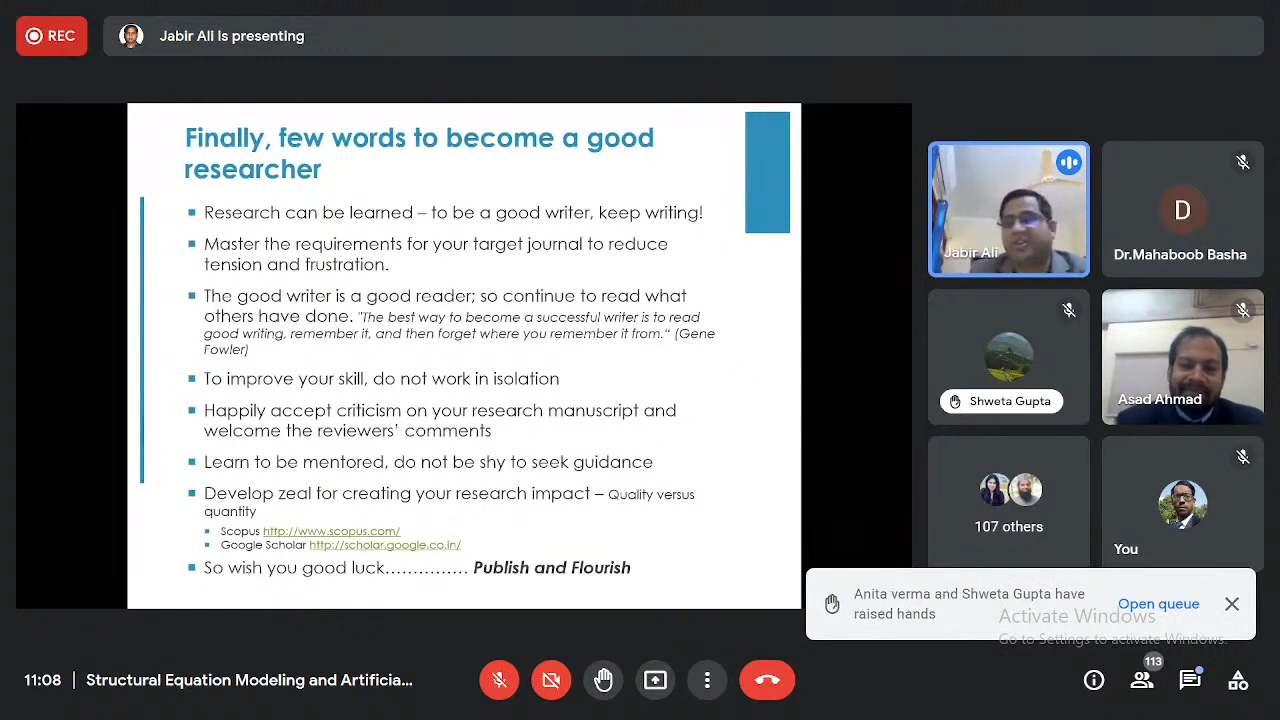 REC
Jabir Ali is presenting
Finally, few words to become a good
researcher
Research can be learned – to be a good writer, keep writing!
Master the requirements for your target journal to reduce
tension and frustration.
The good writer is a good reader; so continue to read what
others have done. "The best way to become a successful writer is to read
good writing, remember it, and then forget where you remember it from." (Gene
Fowler)
To improve your skill, do not work in isolation
Happily accept criticism on your research manuscript and
welcome the reviewers' comments
Learn to be mentored, do not be shy to seek guidance
Develop zeal for creating your research impact – Quality versus
quantity
Scopus http://www.scopus.com/
Google Scholar http://scholar.google.co.in/
So wish you good luck............... Publish and Flourish
Jabir Ali
D
Dr.Mahaboob Basha
Shweta Gupta
Asad Ahmad
107 others
You
Anita verma and Shweta Gupta have
raised hands
Open queue
Activate Windows
Go to Settings to activate Windows.
11:08
Structural Equation Modeling and Artificia...
113